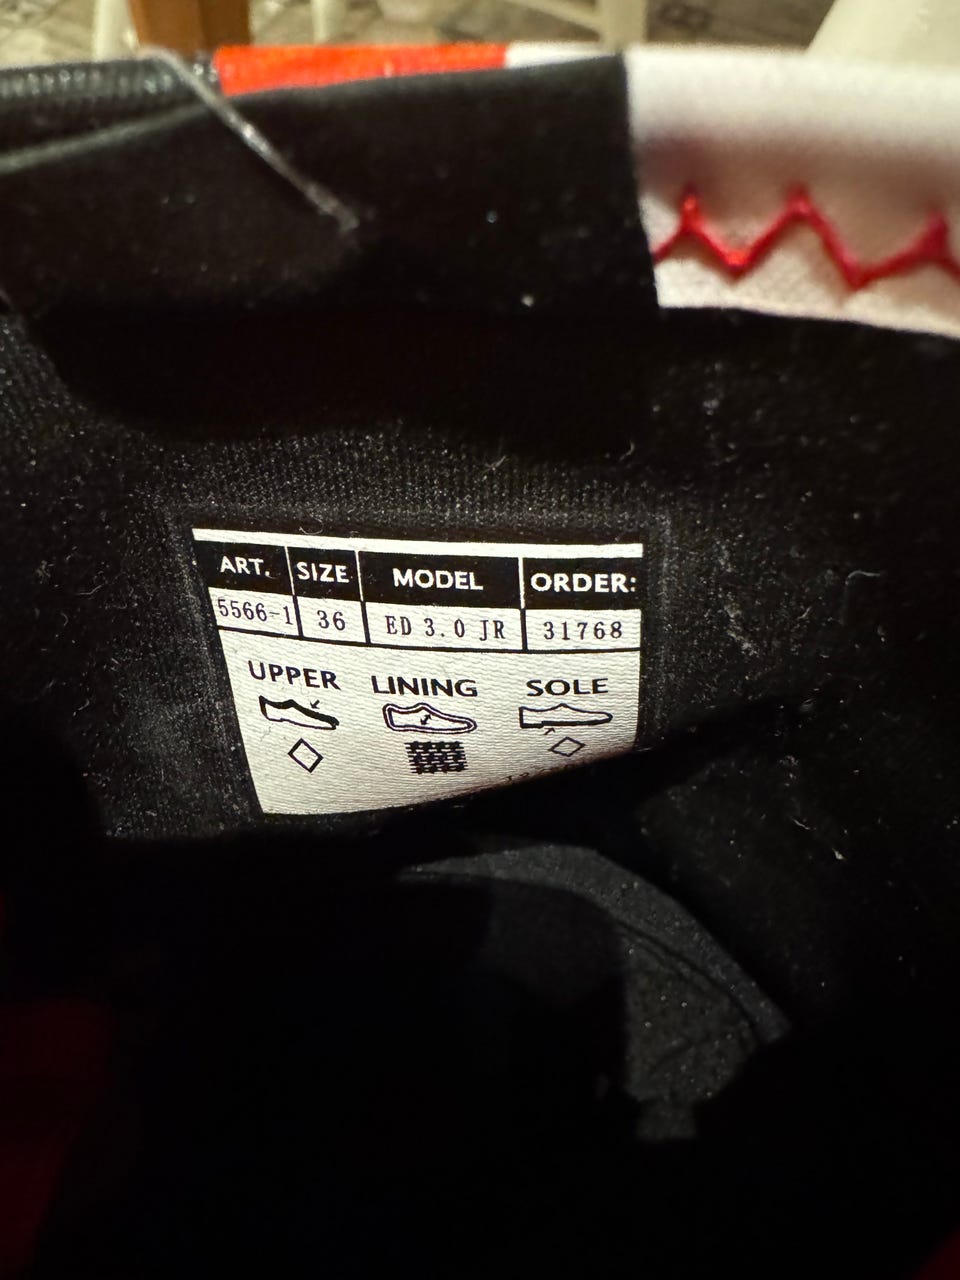 ART. SIZE MODEL ORDER:
5566-1 36 ED 3.0 JR 31768
UPPER LINING SOLE